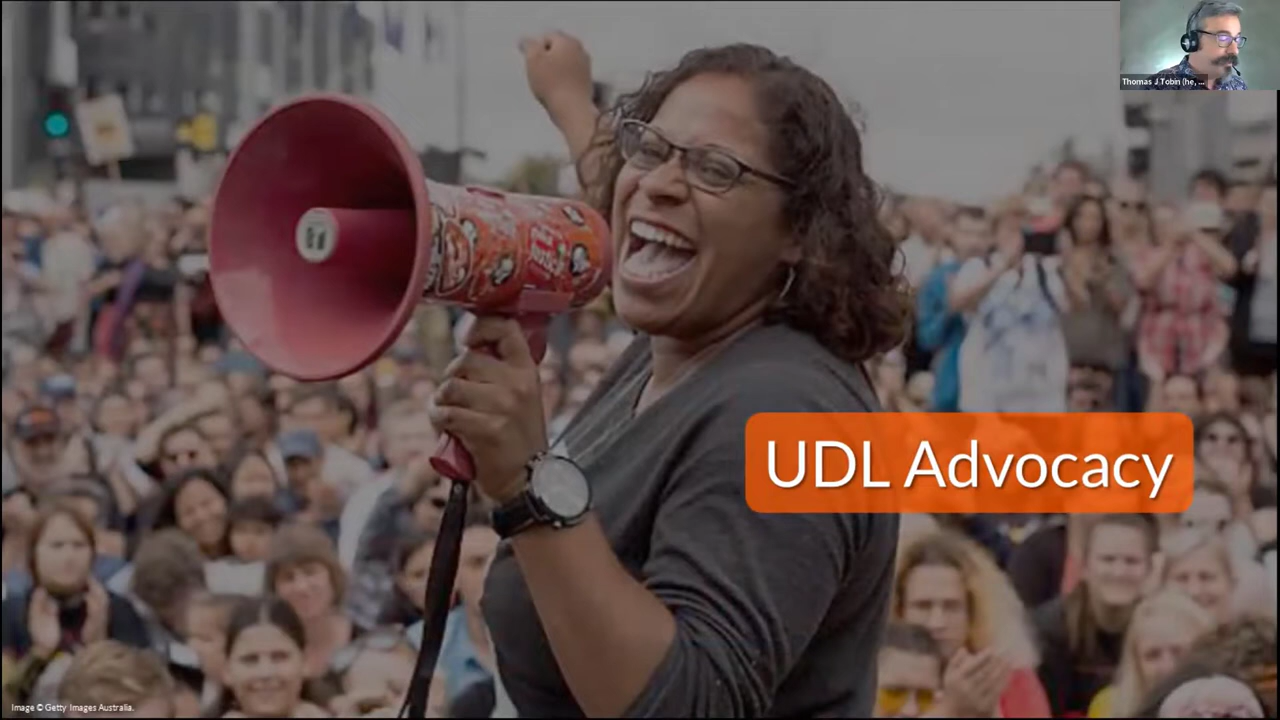 Thomas J Tobin (he, ...
UDL Advocacy
Image © Getty Images Australia.